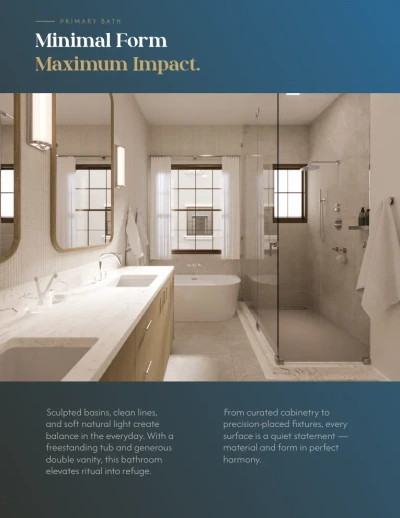 PRIMARY BATH
Minimal Form
Maximum Impact.
Sculpted basins, clean lines,
and soft natural light create
balance in the everyday. With a
freestanding tub and generous
double vanity, this bathroom
elevates ritual into refuge.
From curated cabinetry to
precision-placed fixtures, every
surface is a quiet statement —
material and form in perfect
harmony.